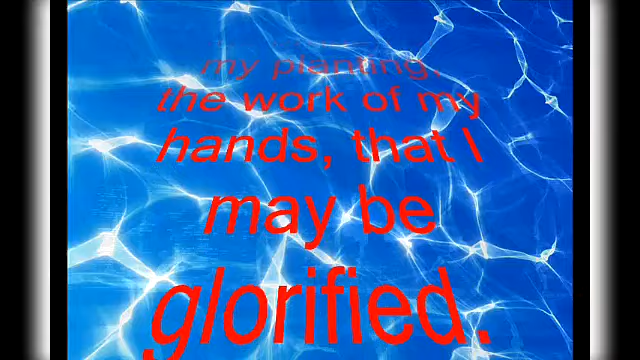 my planting,
the work of my
hands, that I
may be
glorified.